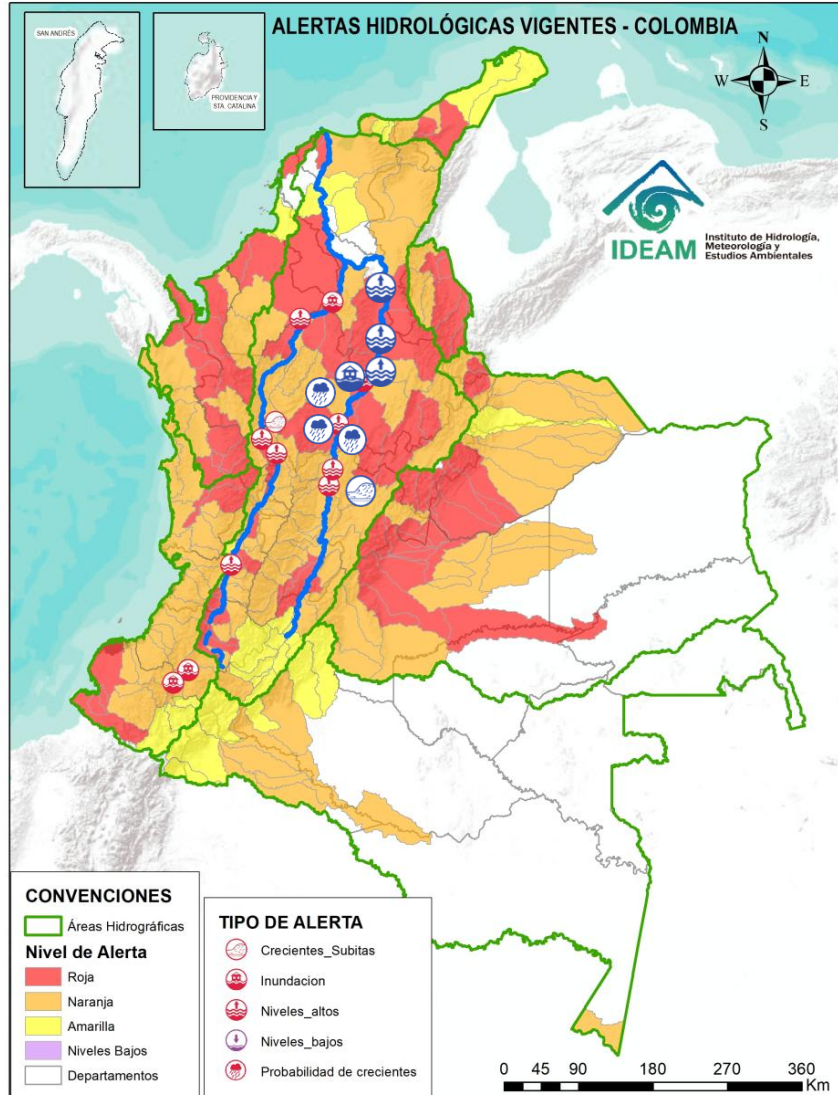 SAN ANDRÉS
PROVIDENCIA Y
STA. CATALINA
ALERTAS HIDROLÓGICAS VIGENTES - COLOMBIA
N
W
E
S
IDEAM
Instituto de Hidrología,
Meteorología y
Estudios Ambientales
CONVENCIONES
Áreas Hidrográficas
Nivel de Alerta
Roja
Naranja
Amarilla
Niveles Bajos
Departamentos
TIPO DE ALERTA
Crecientes_Subitas
Inundacion
Niveles_altos
Niveles_bajos
Probabilidad de crecientes
0 45 90 180 270 360
Km